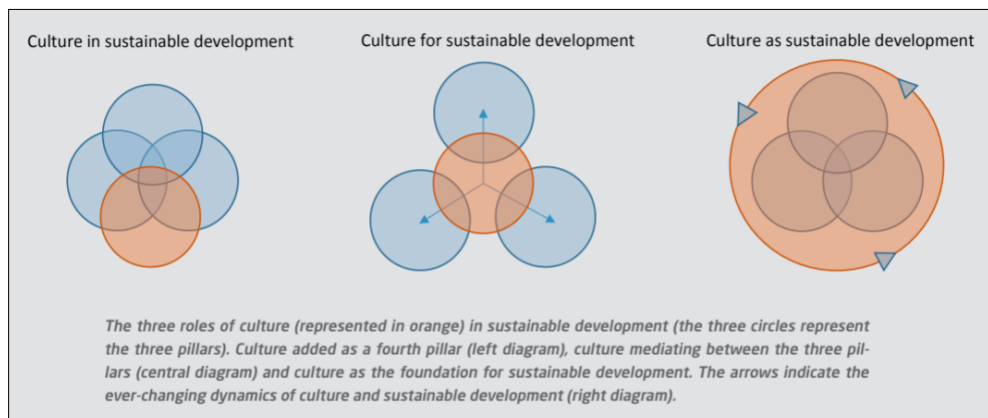 Culture in sustainable development
Culture for sustainable development
Culture as sustainable development
The three roles of culture (represented in orange) in sustainable development (the three circles represent
the three pillars). Culture added as a fourth pillar (left diagram), culture mediating between the three pil-
lars (central diagram) and culture as the foundation for sustainable development. The arrows indicate the
ever-changing dynamics of culture and sustainable development (right diagram).